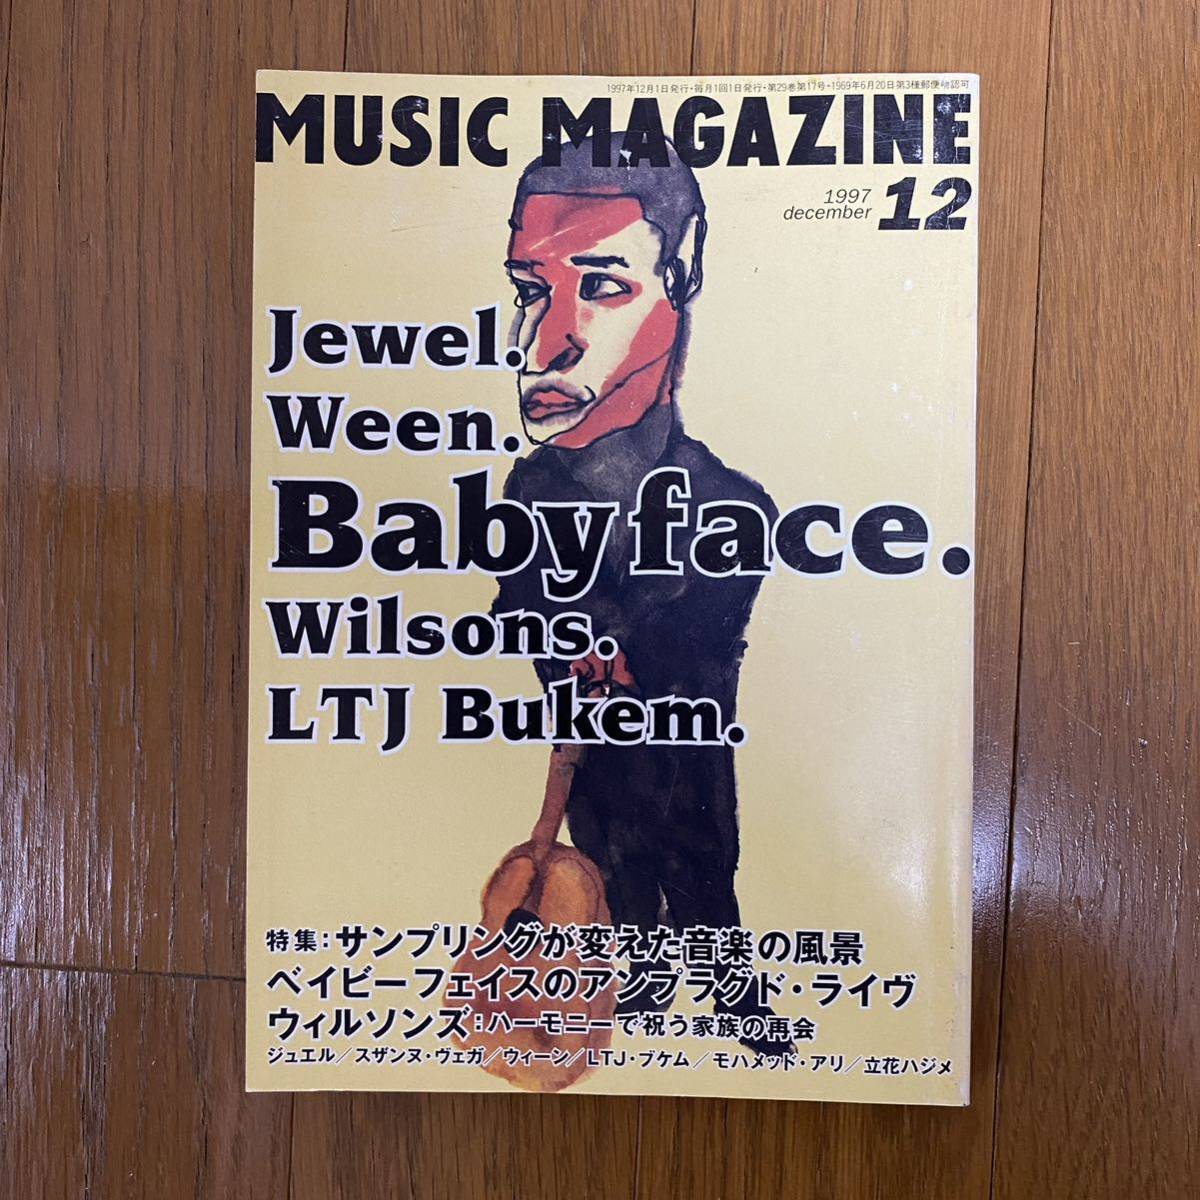 1997年12月1日発行・毎月1回1日発行・第29巻第17号・1969年6月20日第3種郵便物認可
MUSIC MAGAZINE
1997
december 12
Jewel.
Ween.
Babyface.
Wilsons.
LTJ Bukem.
特集:サンプリングが変えた音楽の風景
ベイビーフェイスのアンプラグド・ライヴ
ウィルソンズ:ハーモニーで祝う家族の再会
ジュエル/スザンヌ・ヴェガ/ウィーン/LTJ・ブケム/モハメッド・アリ/立花ハジメ